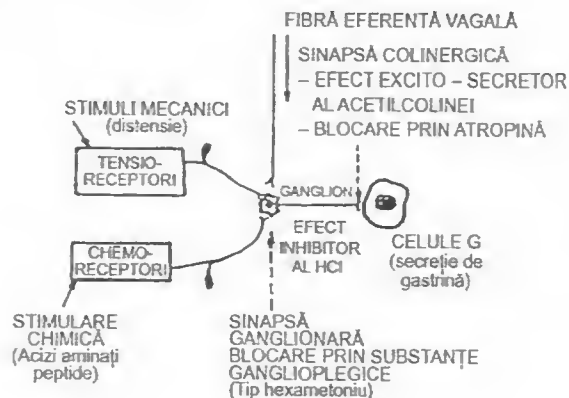 FIBRĂ EFERENTĂ VAGALĂ
SINAPSĂ COLINERGICĂ
– EFECT EXCITO – SECRETOR
AL ACETILCOLINEI
– BLOCARE PRIN ATROPINĂ
STIMULI MECANICI
(distensie)
TENSIO-
RECEPTORI
GANGLION
EFECT
INHIBITOR
AL HCl
CELULE G
(secreție de
gastrină)
CHEMO-
RECEPTORI
STIMULARE
CHIMICĂ
(Acizi aminați
peptide)
SINAPSĂ
GANGLIONARĂ
BLOCARE PRIN SUBSTANȚE
GANGLIOPLEGICE
(Tip hexametoniu)